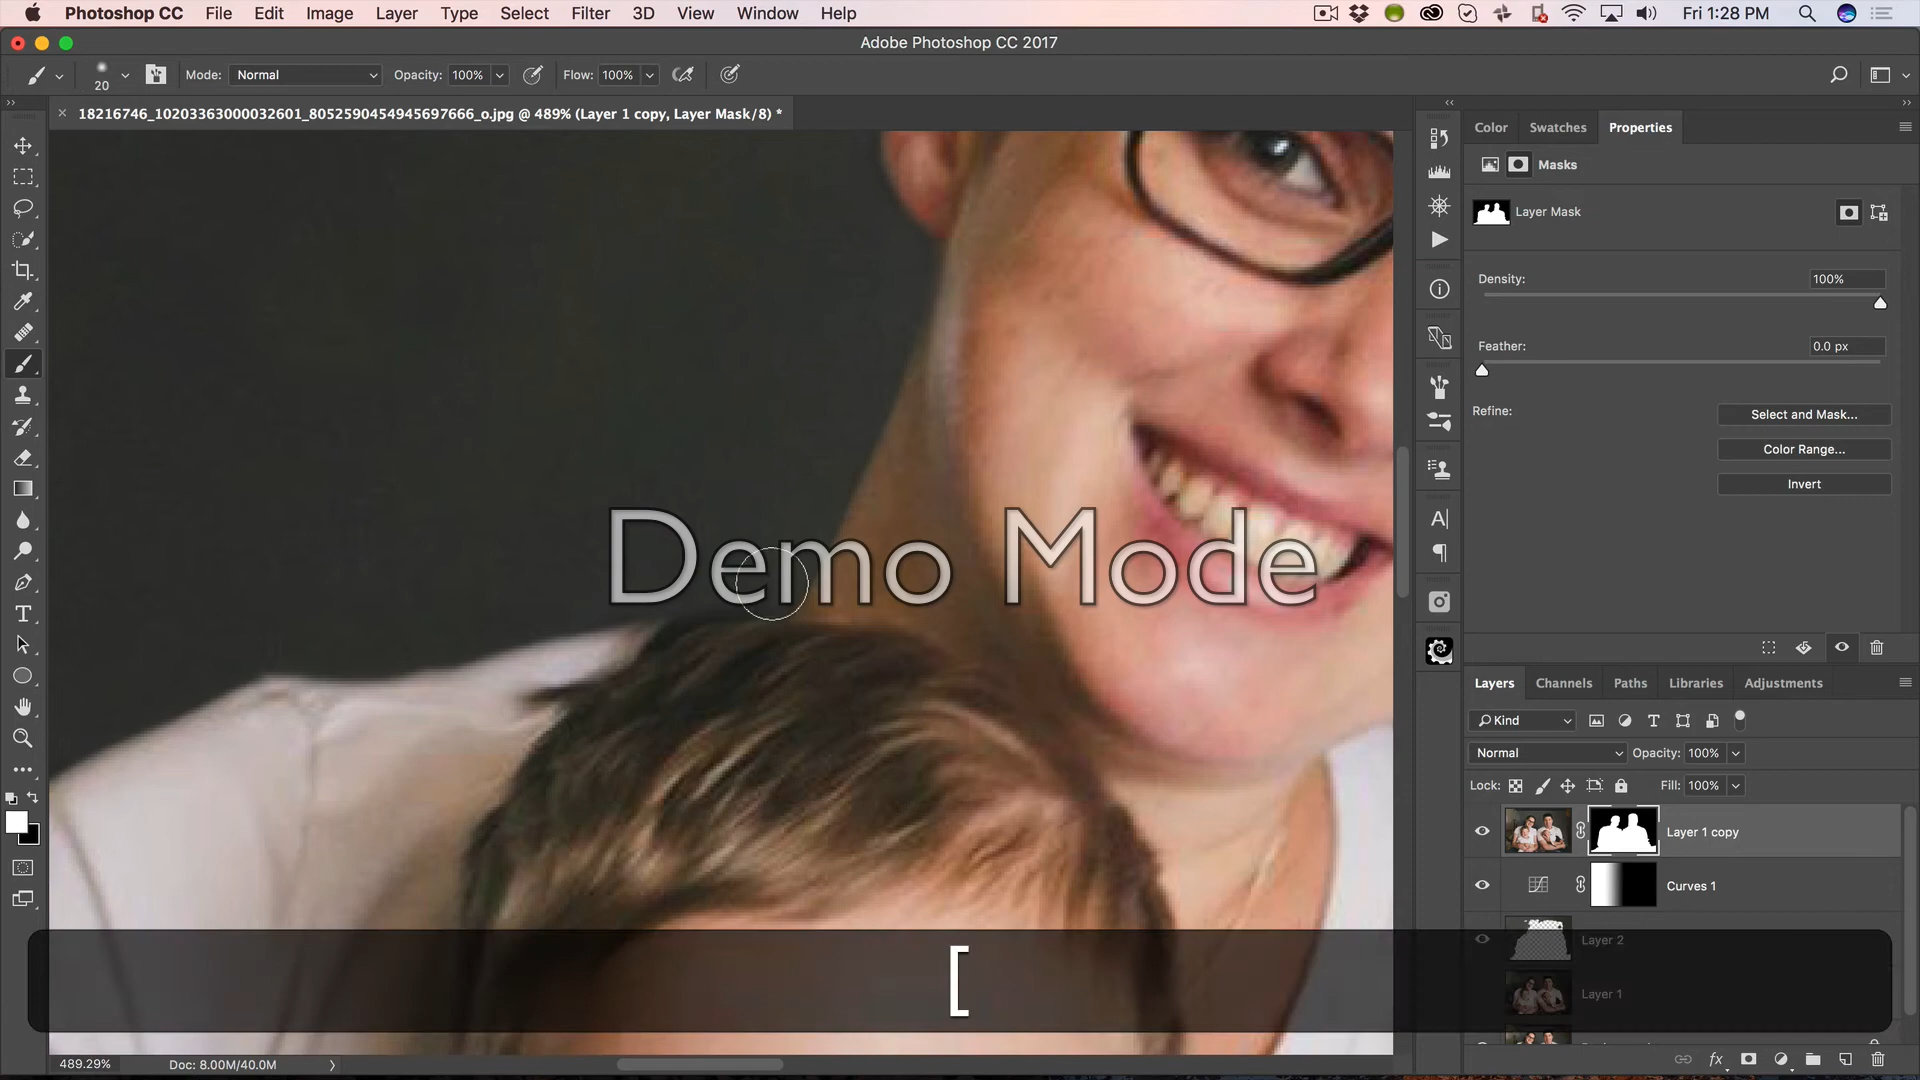 Photoshop CC File Edit Image Layer Type Select Filter 3D View Window Help Fri 1:28 PM
Adobe Photoshop CC 2017
20 Mode: Normal Opacity: 100% Flow: 100%
× 18216746_10203363000032601_8052590454945697666_o.jpg @ 489% (Layer 1 copy, Layer Mask/8) *
Color Swatches Properties
Masks
Layer Mask
Density: 100%
Feather: 0.0 px
Refine: Select and Mask...
Color Range...
Invert
Demo Mode
Layers Channels Paths Libraries Adjustments
Kind
Normal Opacity: 100%
Lock: Fill: 100%
Layer 1 copy
Curves 1
Layer 2
Layer 1
[
489.29% Doc: 8.00M/40.0M
fx